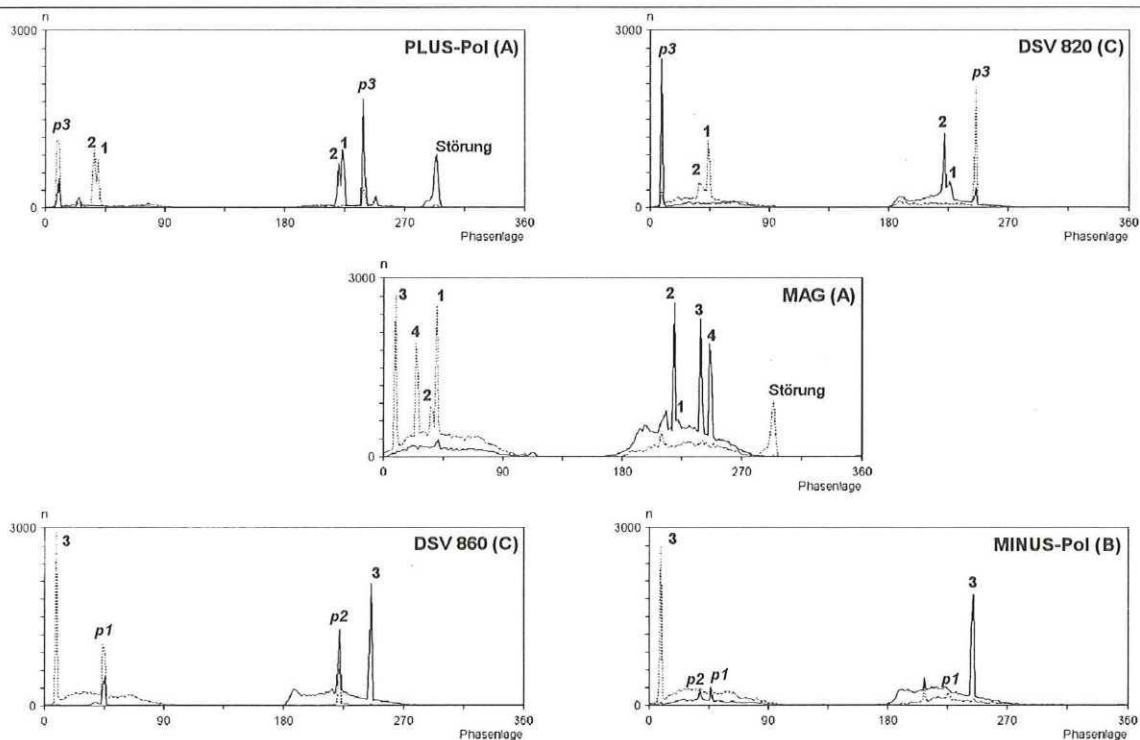 n
3000
PLUS-Pol (A)
p3
2
1
2
1
p3
Störung
0
0
90
180
270
360
Phasenlage
n
3000
DSV 820 (C)
p3
2
1
2
1
p3
0
0
90
180
270
360
Phasenlage
n
3000
MAG (A)
3
4
2
1
2
1
3
4
Störung
0
0
90
180
270
360
Phasenlage
n
3000
DSV 860 (C)
3
p1
p2
3
0
0
90
180
270
360
Phasenlage
n
3000
MINUS-Pol (B)
3
p2
p1
p1
3
0
0
90
180
270
360
Phasenlage